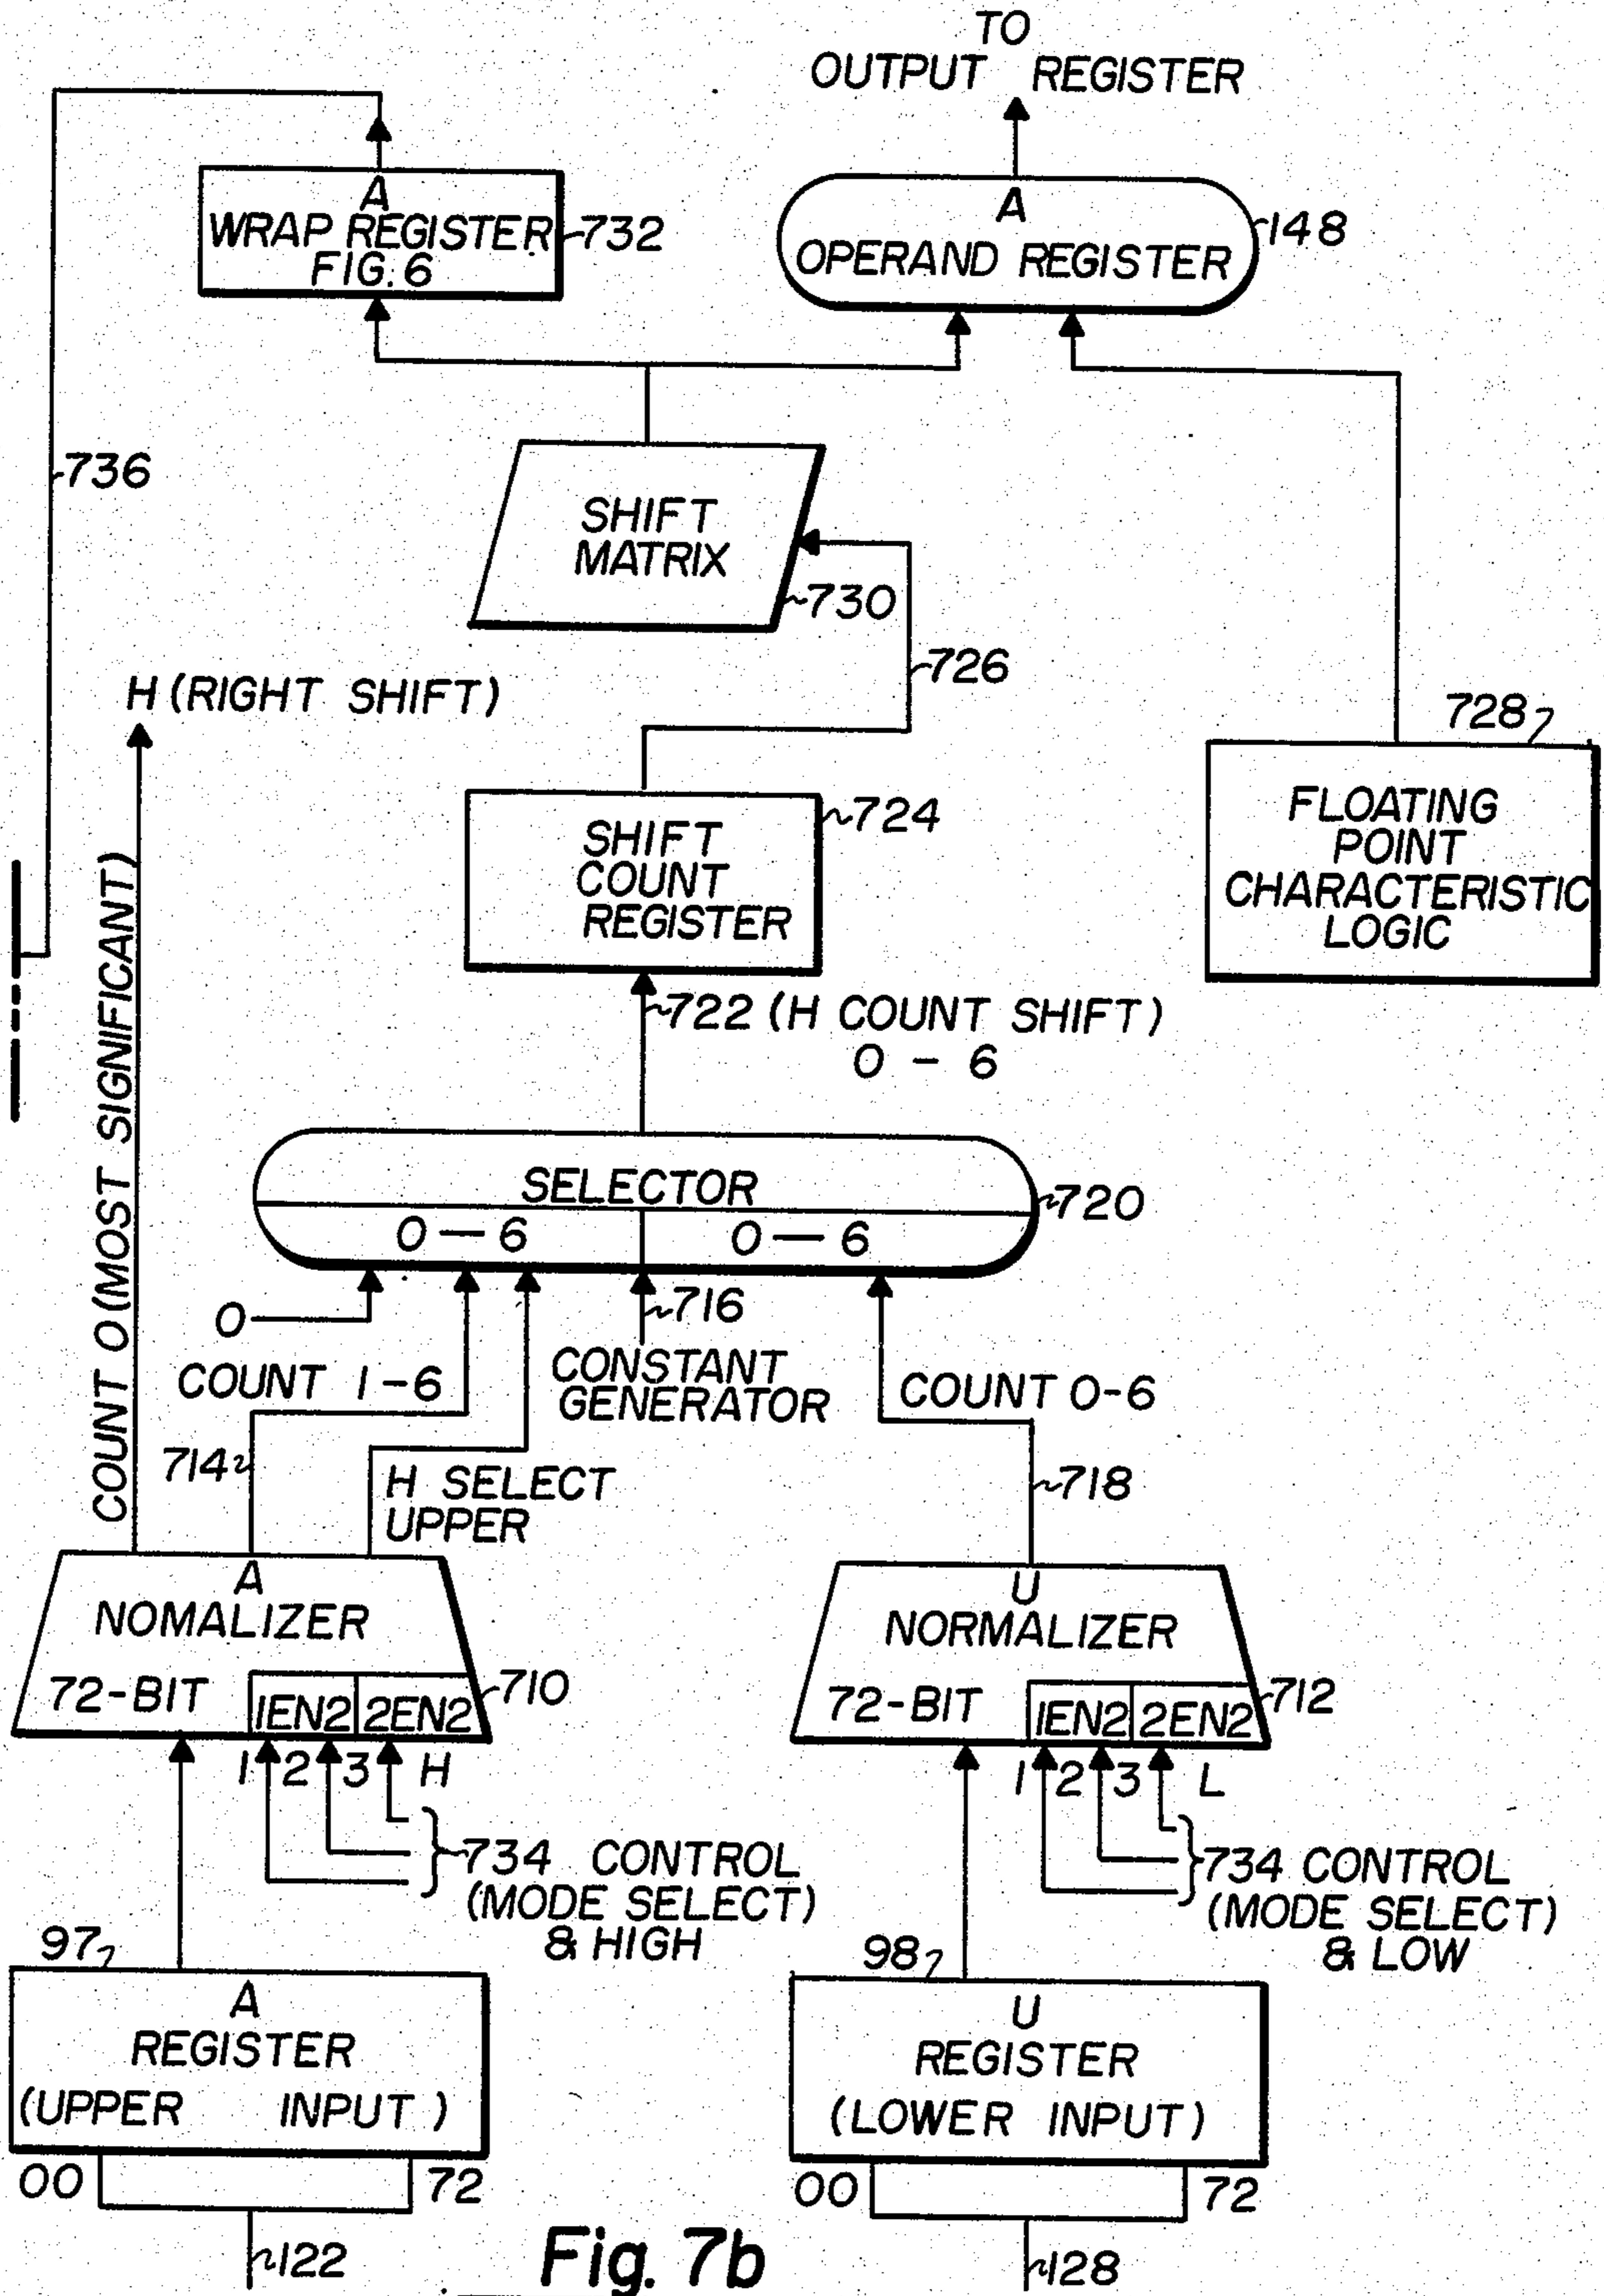 TO
OUTPUT REGISTER
A
WRAP REGISTER
FIG. 6
732
A
OPERAND REGISTER
148
736
SHIFT
MATRIX
730
726
H (RIGHT SHIFT)
728
SHIFT
COUNT
REGISTER
724
FLOATING
POINT
CHARACTERISTIC
LOGIC
COUNT 0 (MOST SIGNIFICANT)
722 (H COUNT SHIFT)
0 - 6
SELECTOR
0 — 6
0 — 6
720
0
716
COUNT 1-6
CONSTANT
GENERATOR
COUNT 0-6
714
H SELECT
UPPER
718
A
NOMALIZER
72-BIT
1EN2
2EN2
710
U
NORMALIZER
72-BIT
1EN2
2EN2
712
1 2 3 H
1 2 3 L
734 CONTROL
(MODE SELECT)
& HIGH
734 CONTROL
(MODE SELECT)
& LOW
97
98
A
REGISTER
(UPPER INPUT)
U
REGISTER
(LOWER INPUT)
00
72
00
72
122
128
Fig. 7b